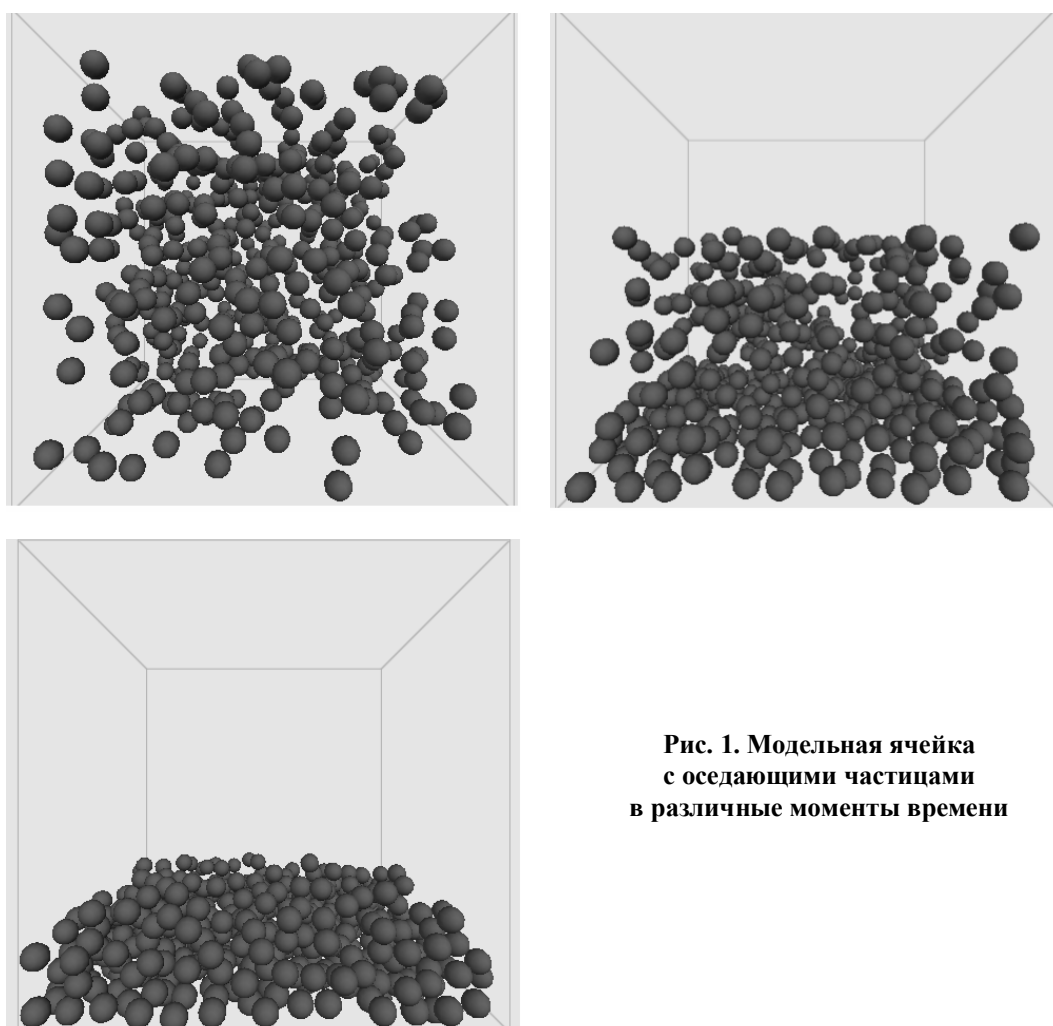 Рис. 1. Модельная ячейка
с оседающими частицами
в различные моменты времени